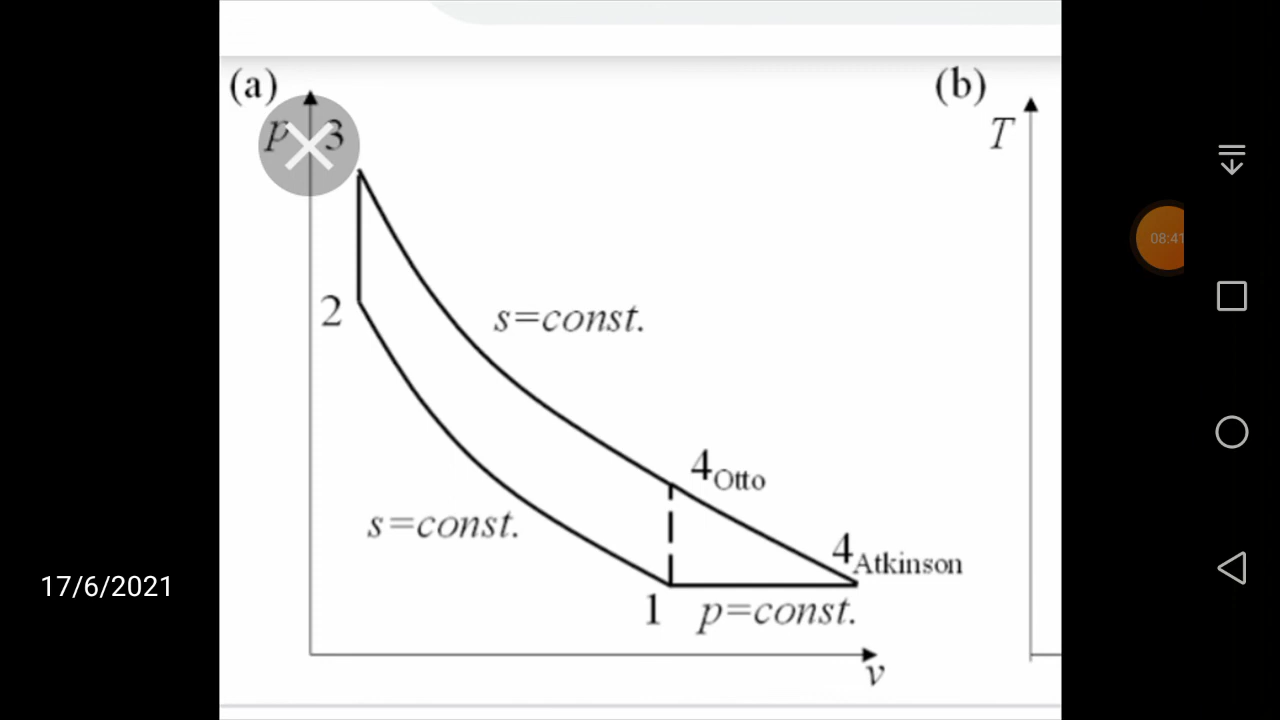 (a)
p
3
(b)
T
08:41
2
s=const.
4Otto
s=const.
4Atkinson
17/6/2021
1
p=const.
v